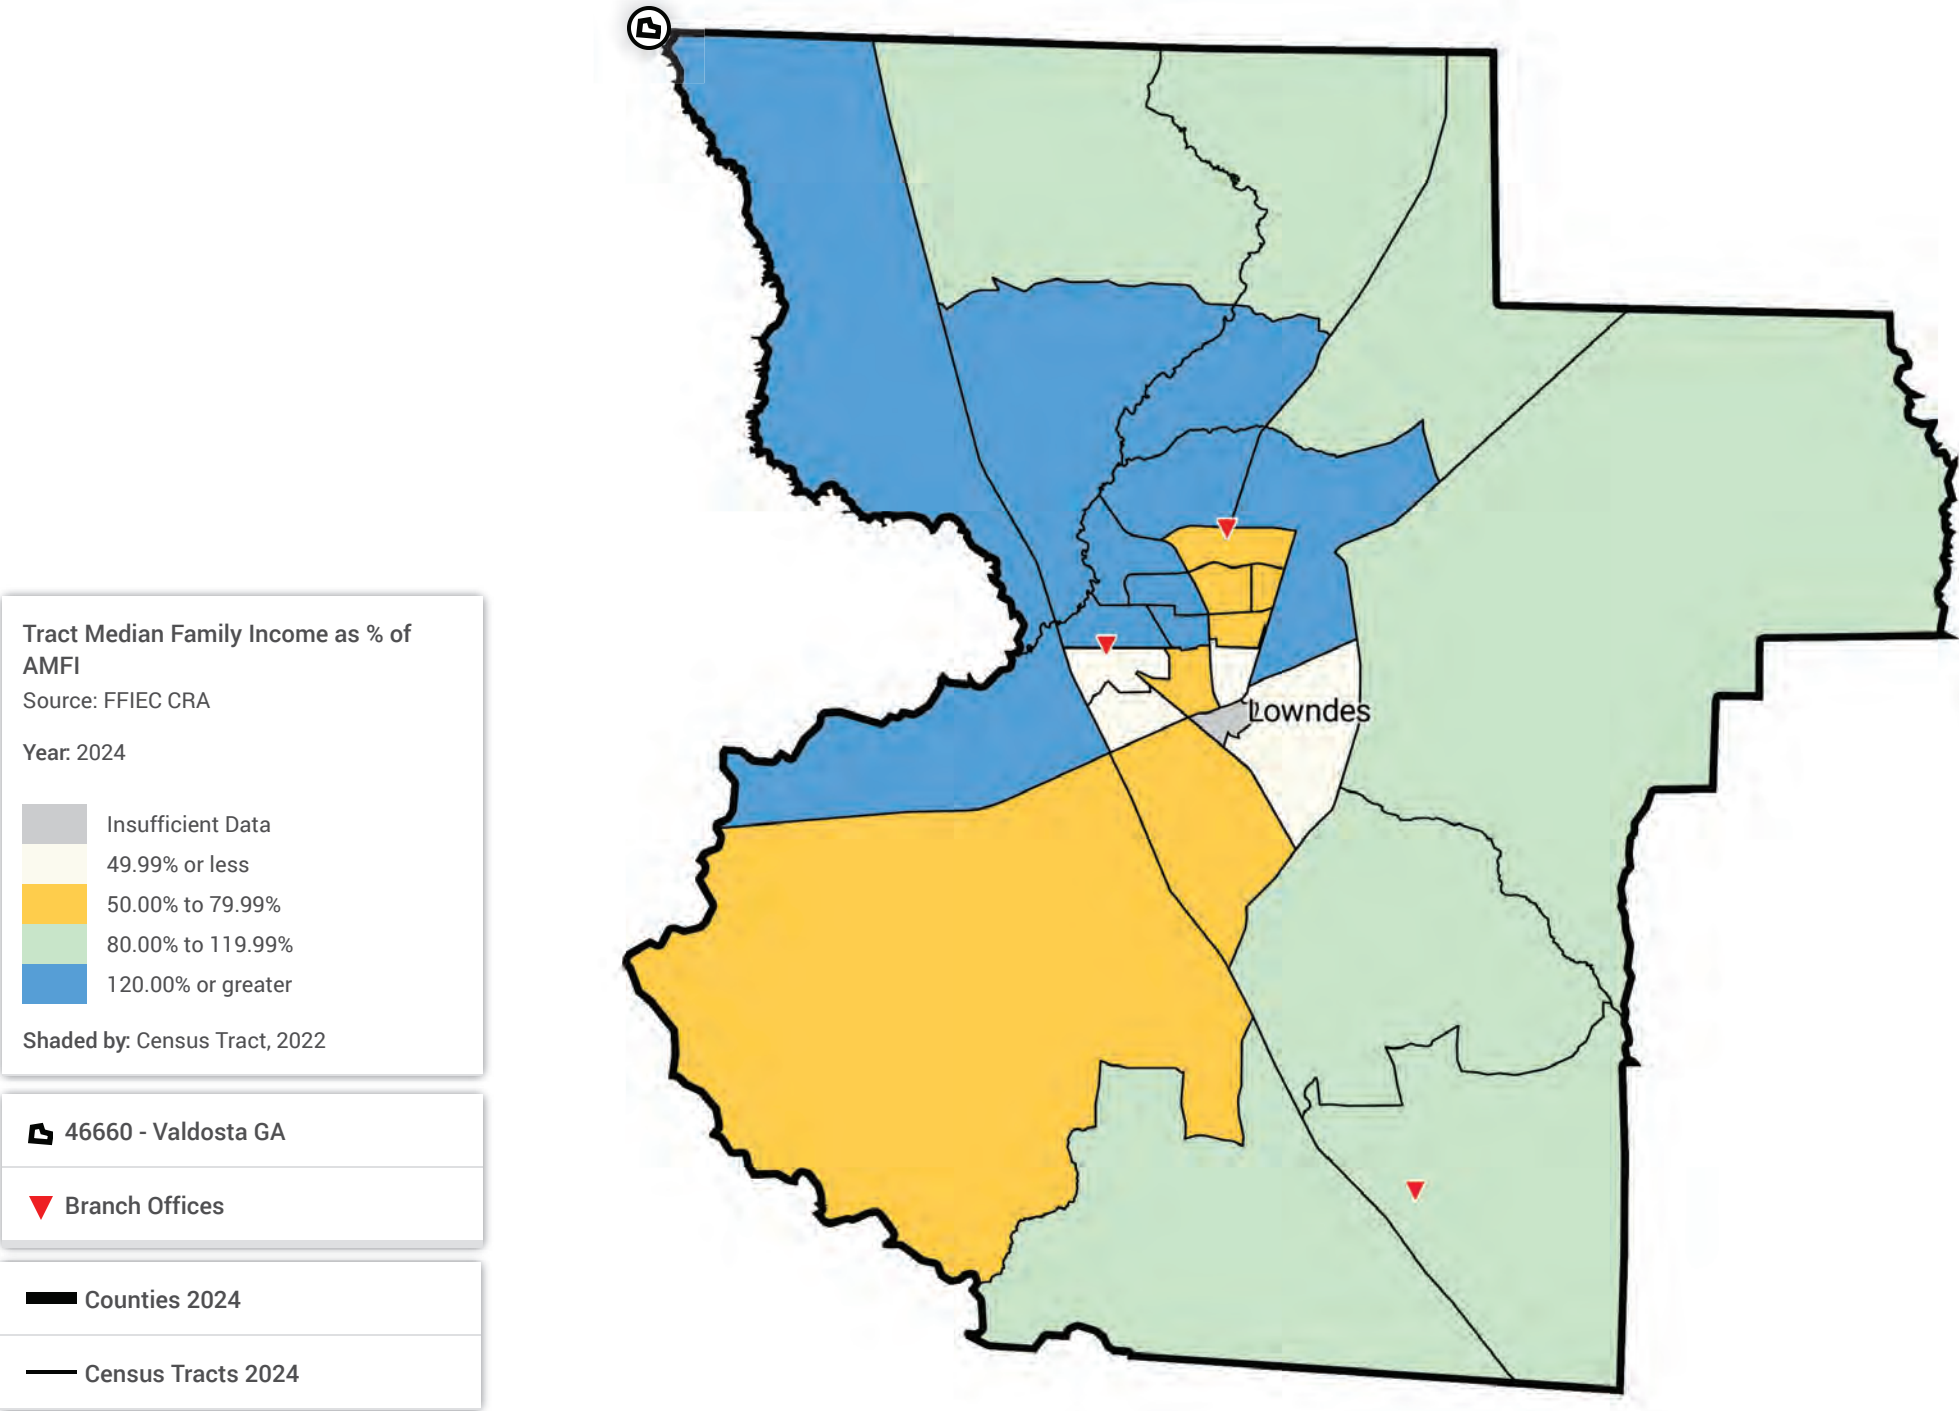 Tract Median Family Income as % of
AMFI
Source: FFIEC CRA
Year: 2024
Insufficient Data
49.99% or less
50.00% to 79.99%
80.00% to 119.99%
120.00% or greater
Shaded by: Census Tract, 2022
46660 - Valdosta GA
Branch Offices
Counties 2024
Census Tracts 2024
Lowndes